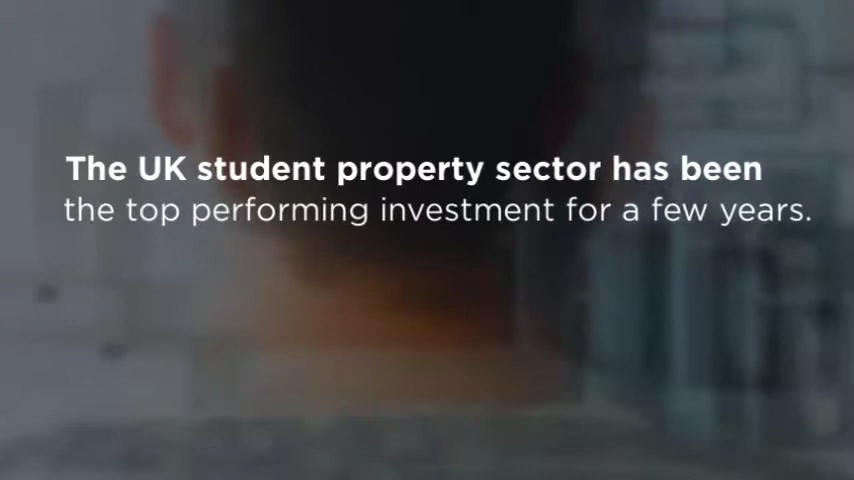 The UK student property sector has been
the top performing investment for a few years.